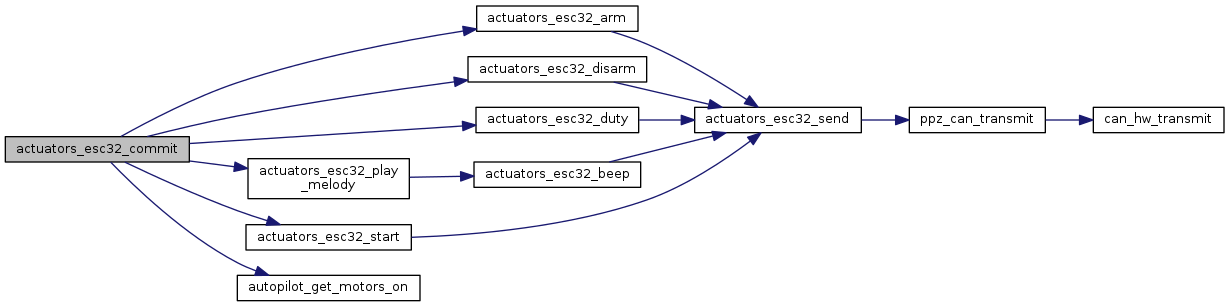 actuators_esc32_arm
actuators_esc32_disarm
actuators_esc32_duty
actuators_esc32_send
ppz_can_transmit
can_hw_transmit
actuators_esc32_commit
actuators_esc32_play
_melody
actuators_esc32_beep
actuators_esc32_start
autopilot_get_motors_on